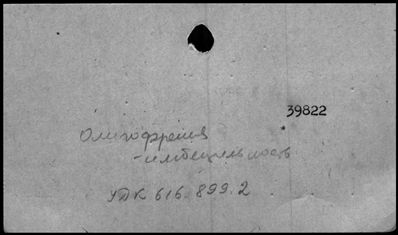 39822
Олигофрения
-имбецильность
УДК 616.899.2